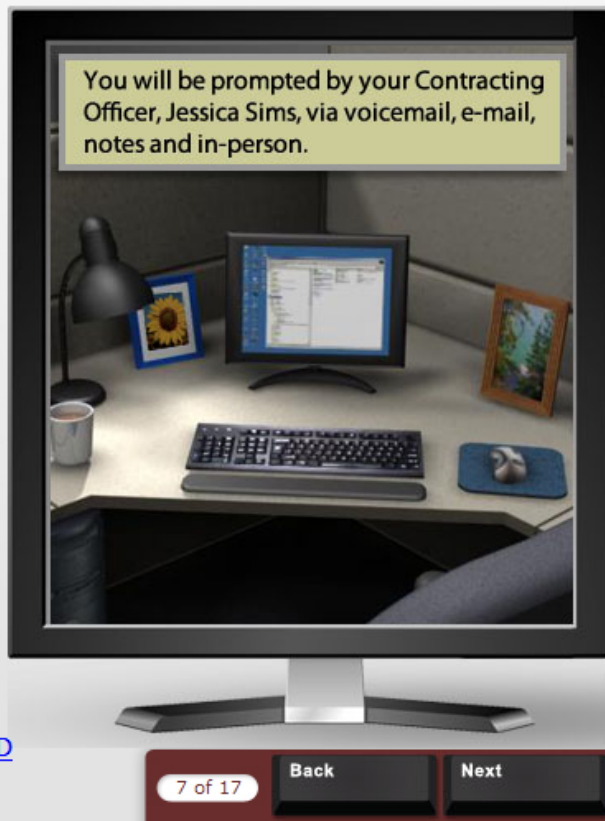 You will be prompted by your Contracting
Officer, Jessica Sims, via voicemail, e-mail,
notes and in-person.
D
7 of 17
Back
Next